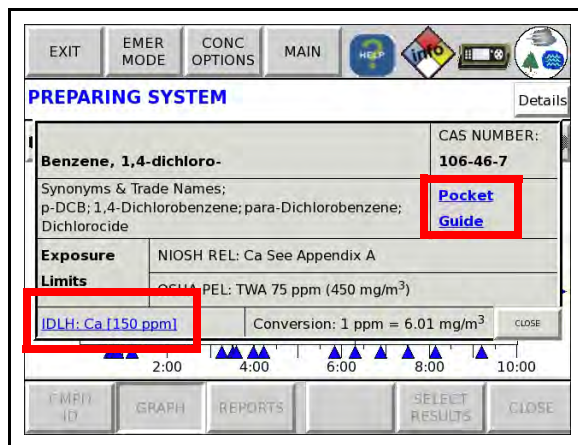 EXIT
EMER
MODE
CONC
OPTIONS
MAIN
HELP
?
info
PREPARING SYSTEM
Details
Benzene, 1,4-dichloro-
CAS NUMBER:
106-46-7
Synonyms & Trade Names;
p-DCB; 1,4-Dichlorobenzene; para-Dichlorobenzene;
Dichlorocide
Pocket
Guide
Exposure
Limits
NIOSH REL: Ca See Appendix A
OSHA PEL: TWA 75 ppm (450 mg/m³)
IDLH: Ca [150 ppm]
Conversion: 1 ppm = 6.01 mg/m³
CLOSE
2:00 4:00 6:00 8:00 10:00
CMPD
ID
GRAPH
REPORTS
SELECT
RESULTS
CLOSE